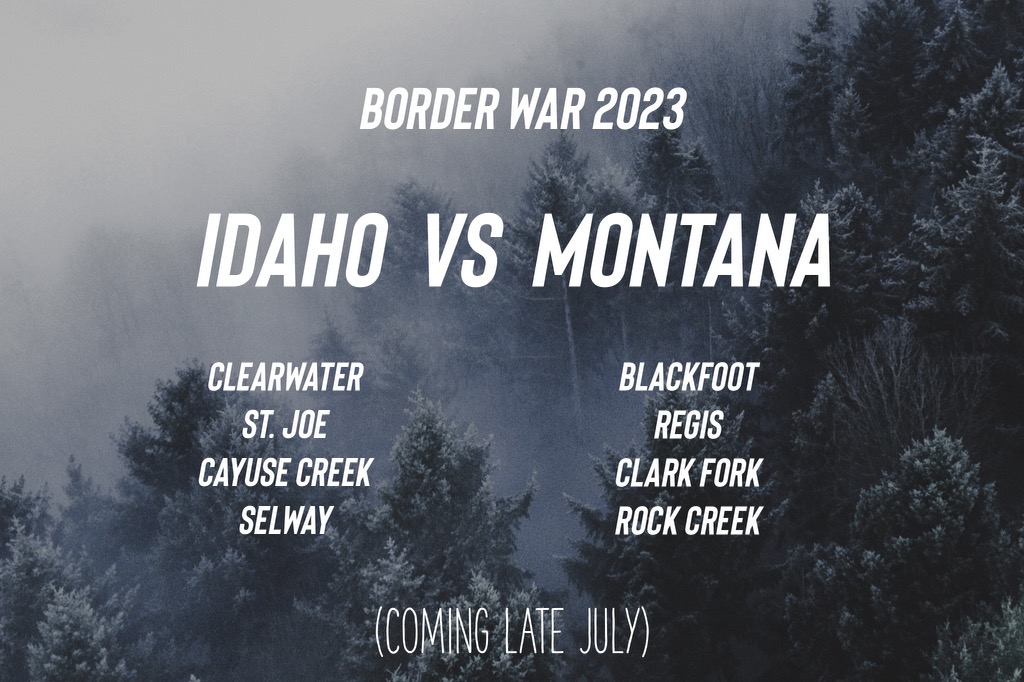 BORDER WAR 2023
IDAHO VS MONTANA
CLEARWATER
ST. JOE
CAYUSE CREEK
SELWAY
BLACKFOOT
REGIS
CLARK FORK
ROCK CREEK
(COMING LATE JULY)